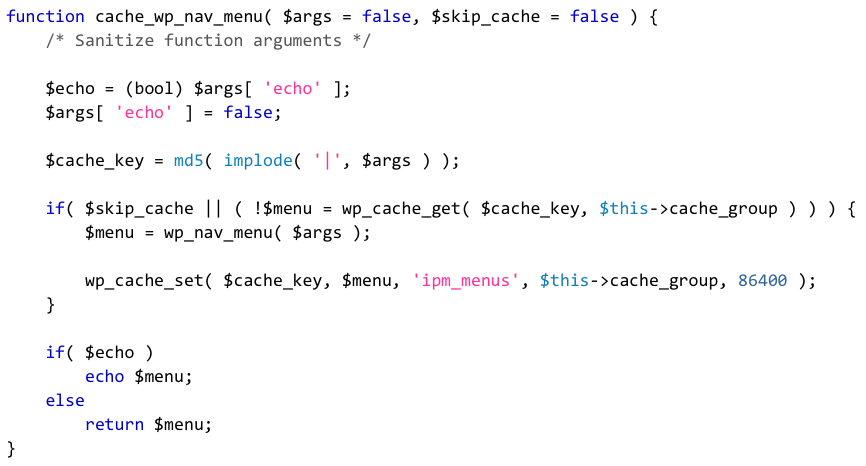 function cache_wp_nav_menu( $args = false, $skip_cache = false ) {
    /* Sanitize function arguments */

    $echo = (bool) $args[ 'echo' ];
    $args[ 'echo' ] = false;

    $cache_key = md5( implode( '|', $args ) );

    if( $skip_cache || ( !$menu = wp_cache_get( $cache_key, $this->cache_group ) ) ) {
        $menu = wp_nav_menu( $args );

        wp_cache_set( $cache_key, $menu, 'ipm_menus', $this->cache_group, 86400 );
    }

    if( $echo )
        echo $menu;
    else
        return $menu;
}